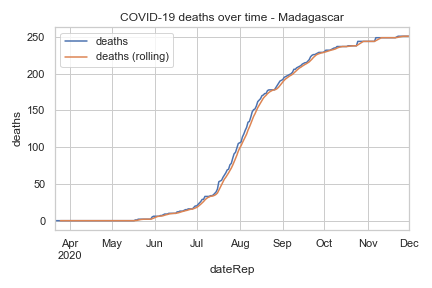 COVID-19 deaths over time - Madagascar
deaths
deaths (rolling)
250
200
150
100
50
0
deaths
Apr May Jun Jul Aug Sep Oct Nov Dec
2020
dateRep